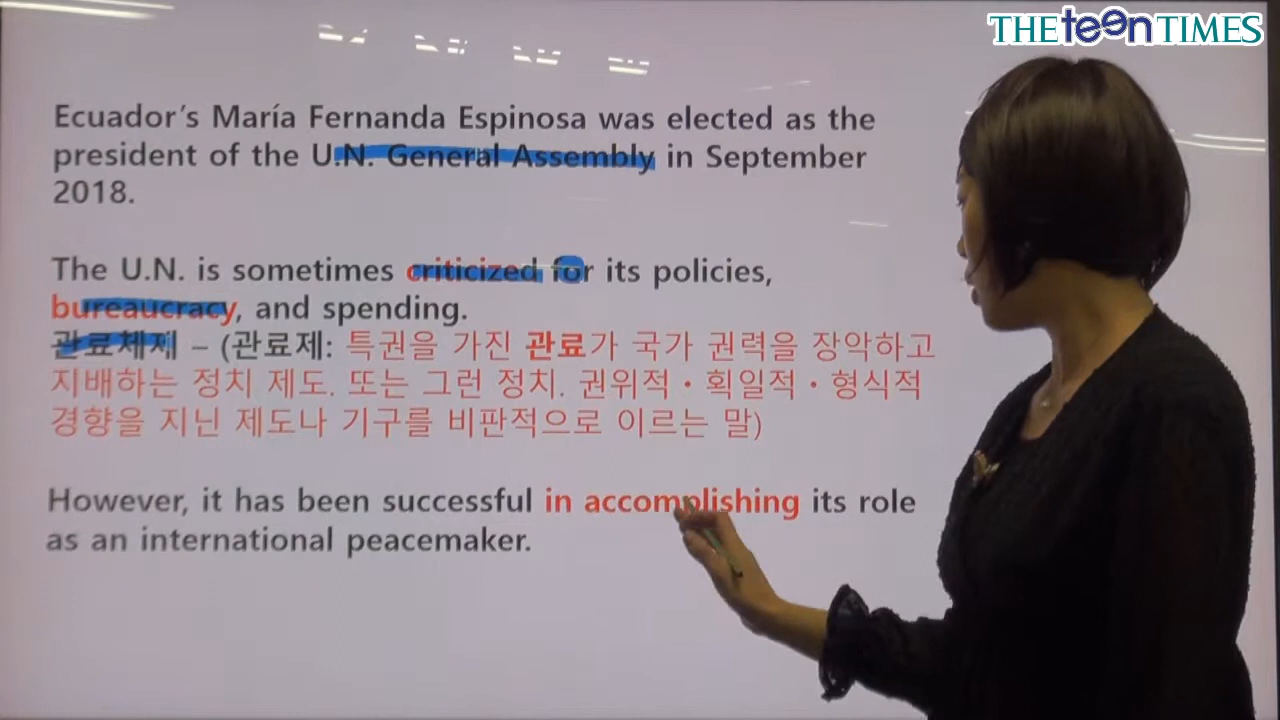 THE teen TIMES
Ecuador’s María Fernanda Espinosa was elected as the
president of the U.N. General Assembly in September
2018.
The U.N. is sometimes criticized for its policies,
bureaucracy, and spending.
관료체제 – (관료제: 특권을 가진 관료가 국가 권력을 장악하고
지배하는 정치 제도. 또는 그런 정치. 권위적・획일적・형식적
경향을 지닌 제도나 기구를 비판적으로 이르는 말)
However, it has been successful in accomplishing its role
as an international peacemaker.